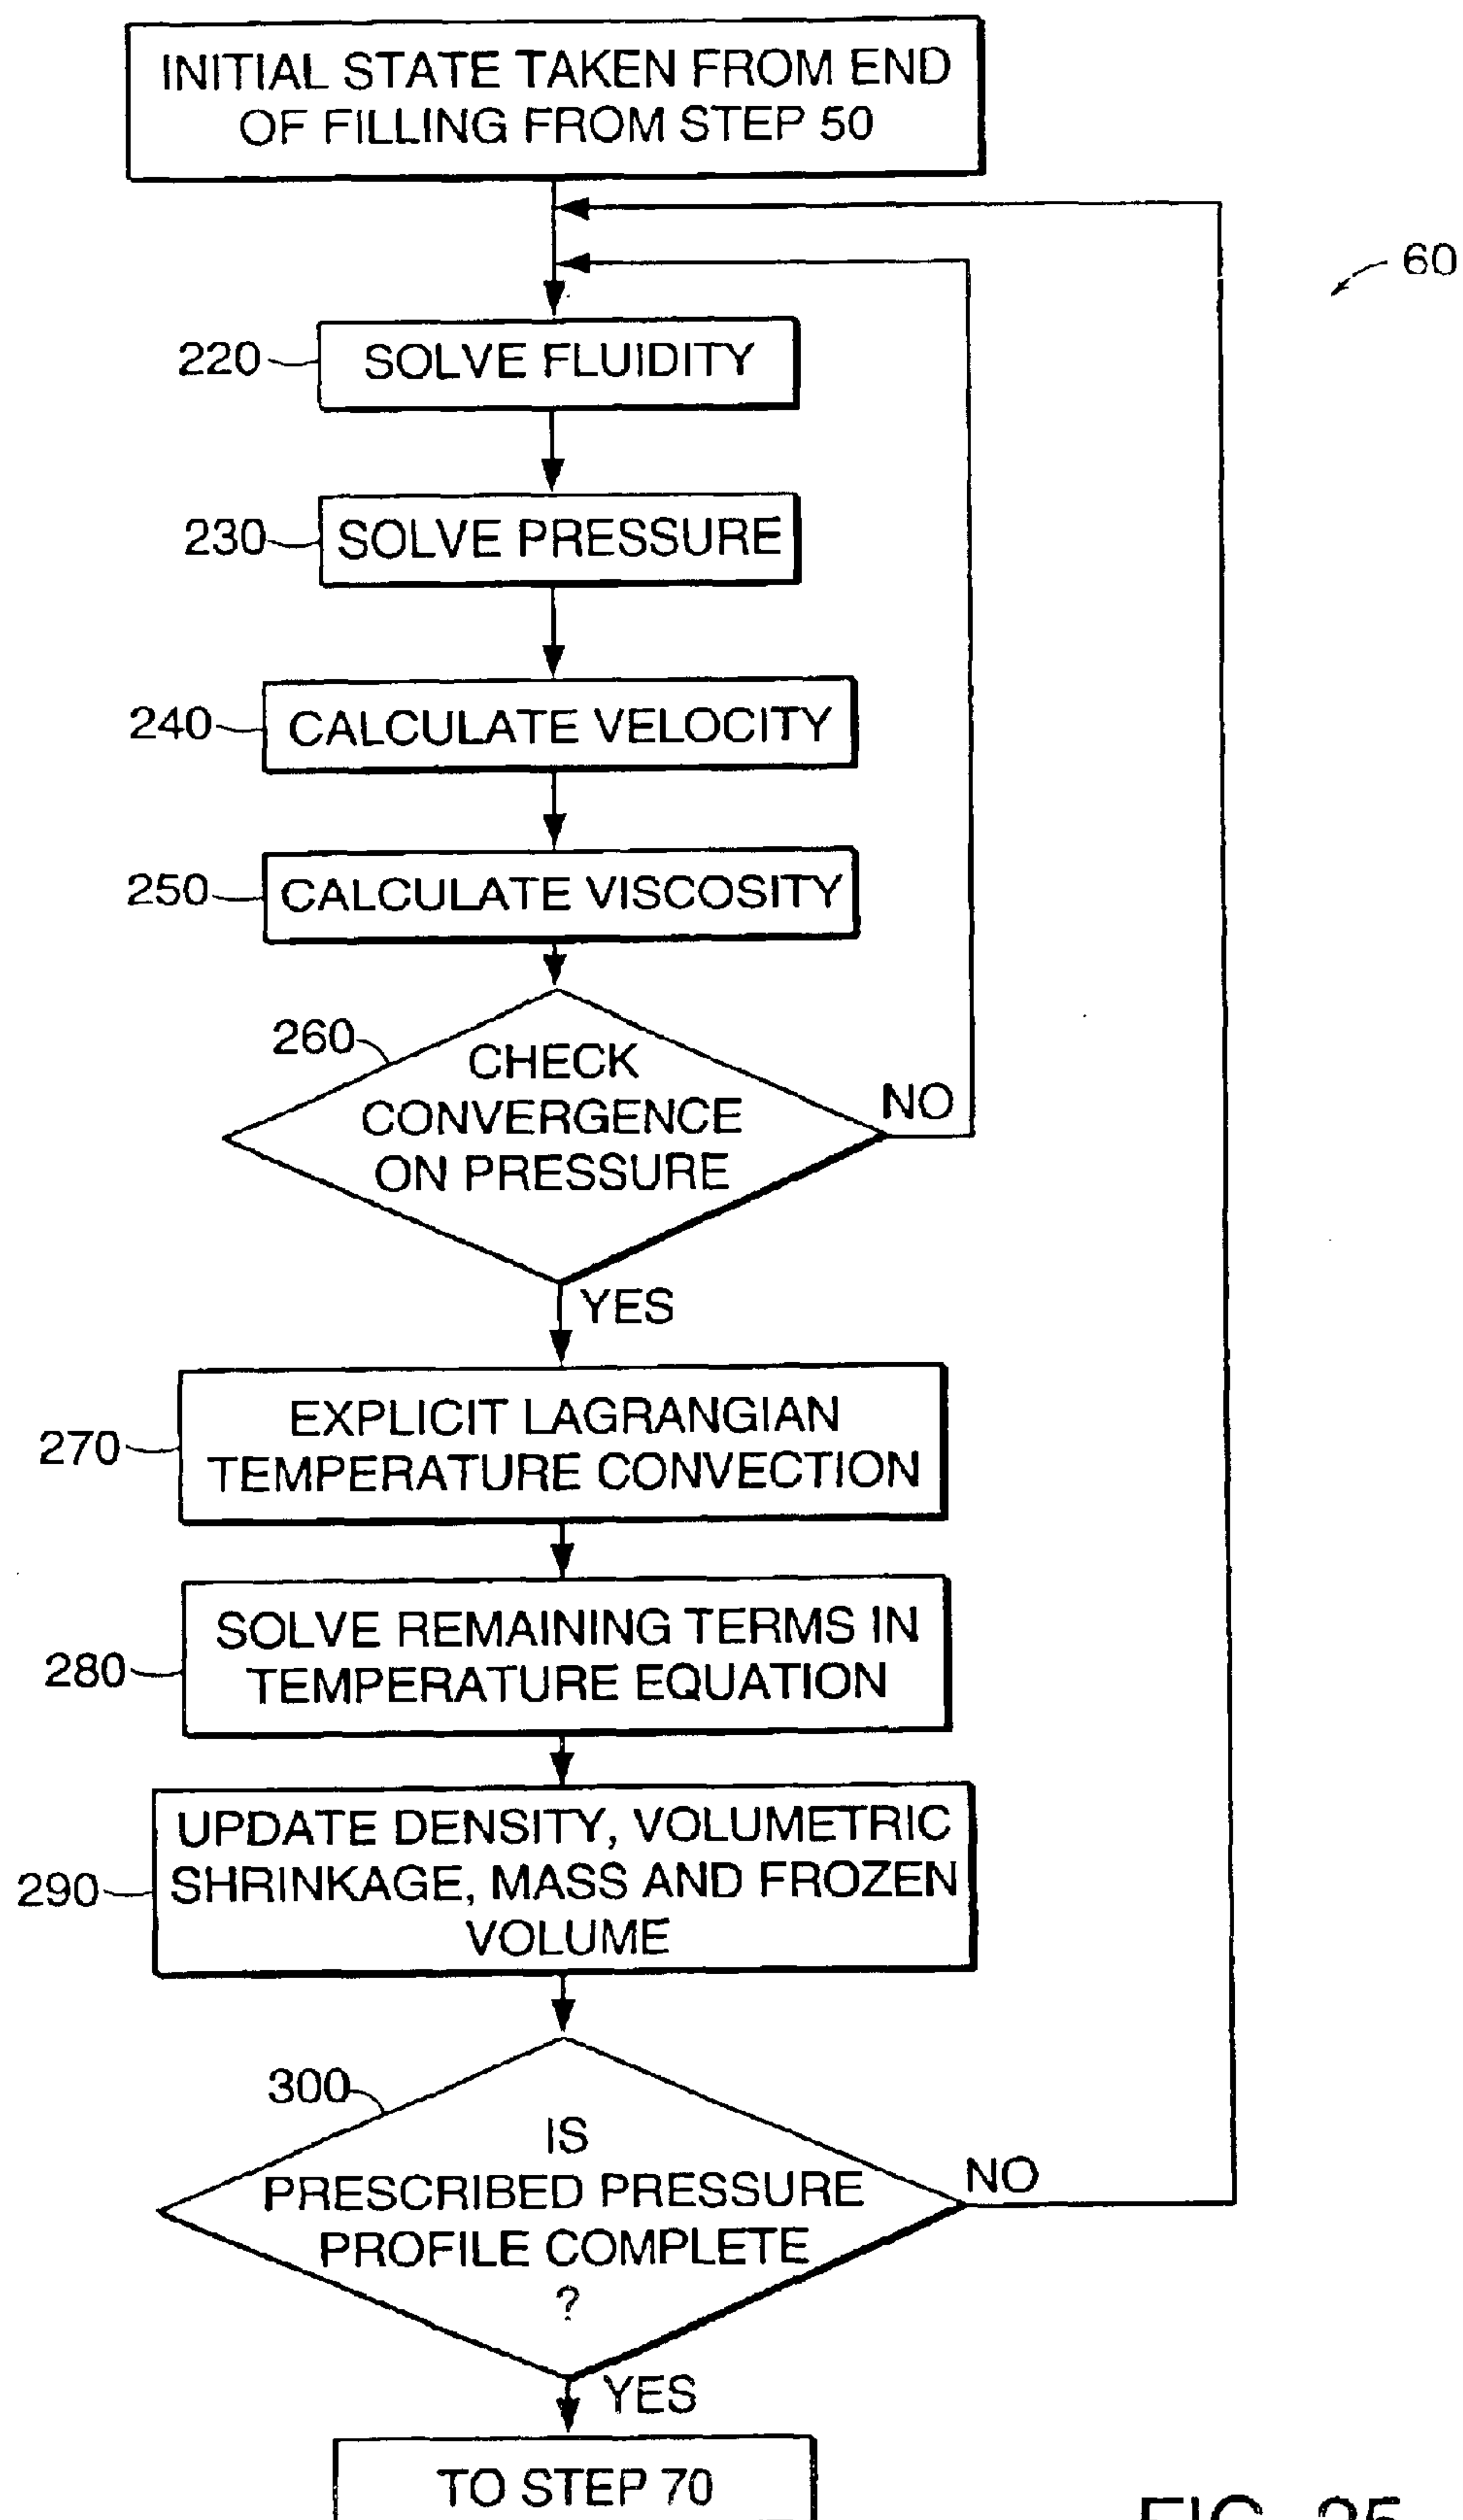 INITIAL STATE TAKEN FROM END
OF FILLING FROM STEP 50
60
220
SOLVE FLUIDITY
230
SOLVE PRESSURE
240
CALCULATE VELOCITY
250
CALCULATE VISCOSITY
260
CHECK
CONVERGENCE
ON PRESSURE
NO
YES
270
EXPLICIT LAGRANGIAN
TEMPERATURE CONVECTION
280
SOLVE REMAINING TERMS IN
TEMPERATURE EQUATION
290
UPDATE DENSITY, VOLUMETRIC
SHRINKAGE, MASS AND FROZEN
VOLUME
300
IS
PRESCRIBED PRESSURE
PROFILE COMPLETE
?
NO
YES
TO STEP 70